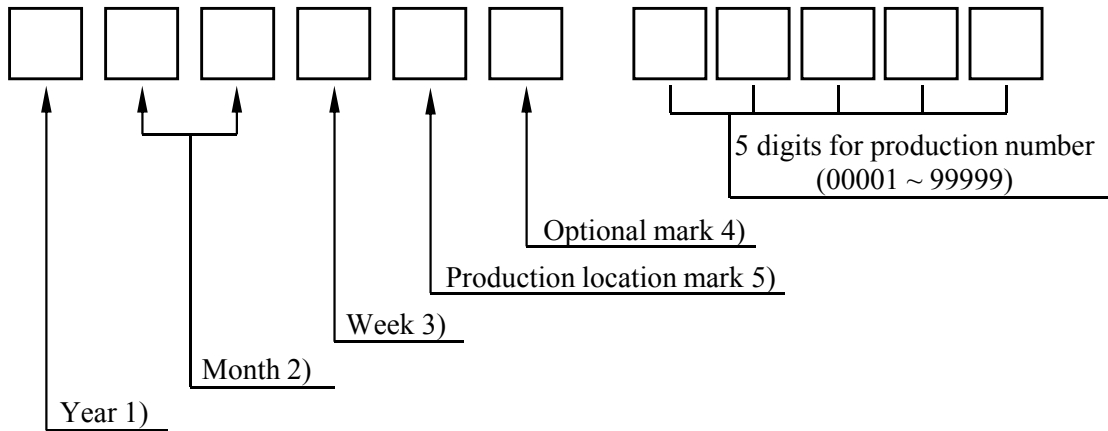 5 digits for production number
(00001 ~ 99999)
Optional mark 4)
Production location mark 5)
Week 3)
Month 2)
Year 1)